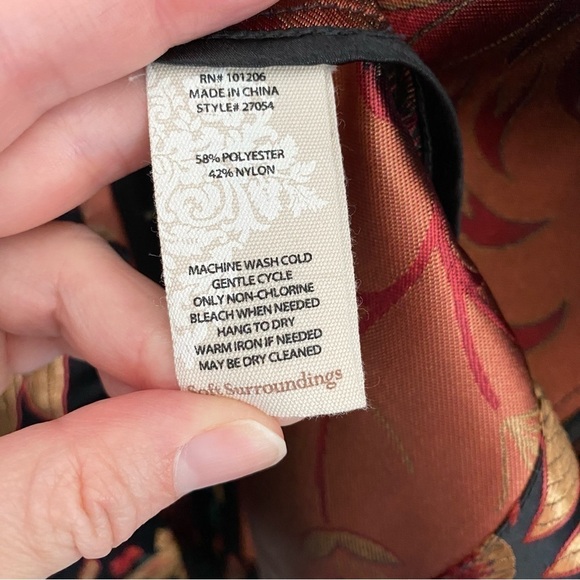 RN# 101206
MADE IN CHINA
STYLE# 27054
58% POLYESTER
42% NYLON
MACHINE WASH COLD
GENTLE CYCLE
ONLY NON-CHLORINE
BLEACH WHEN NEEDED
HANG TO DRY
WARM IRON IF NEEDED
MAY BE DRY CLEANED
Soft Surroundings